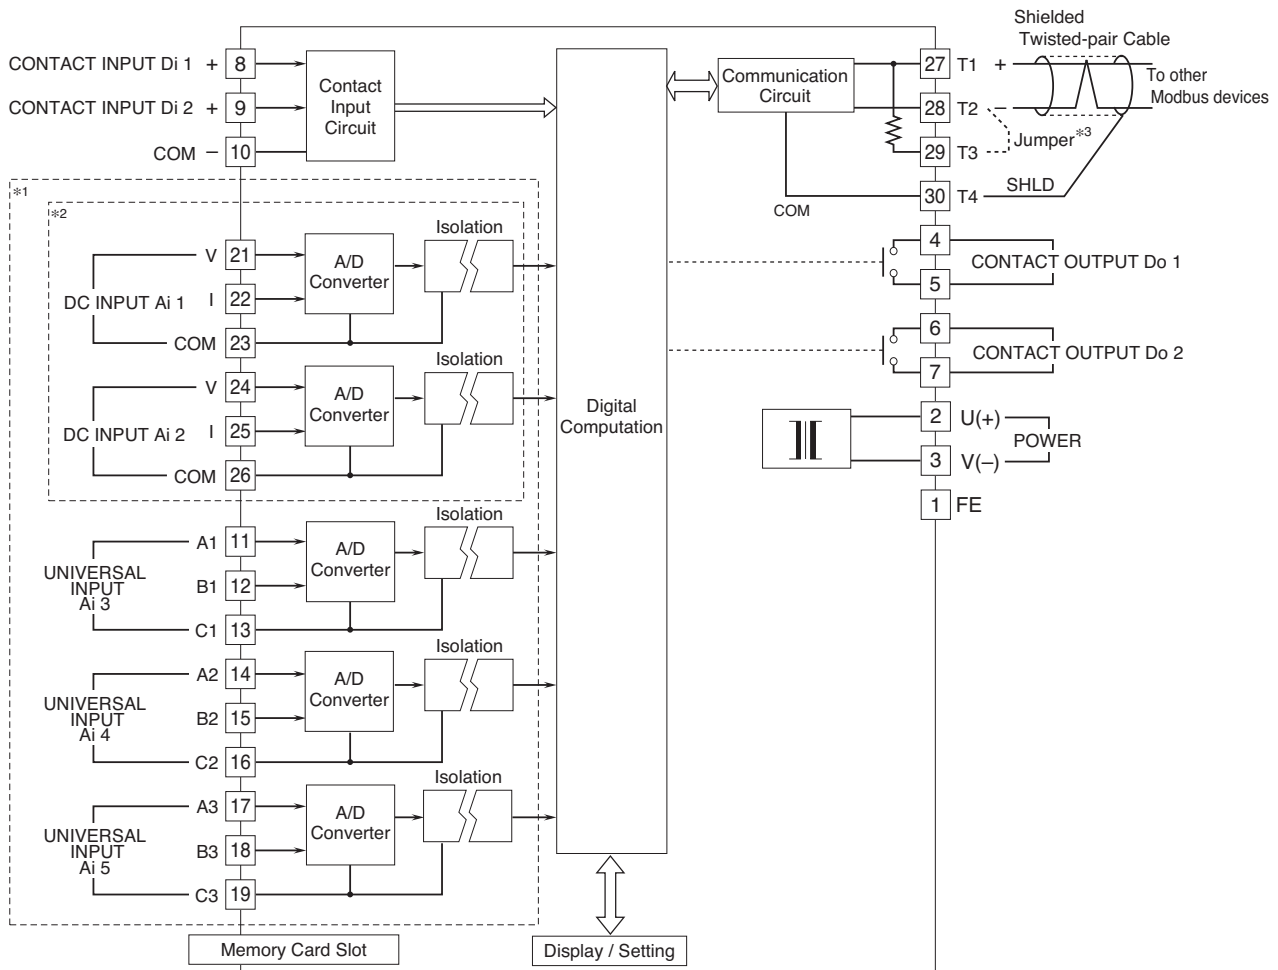 CONTACT INPUT Di 1 + 8
CONTACT INPUT Di 2 + 9
COM − 10
Contact
Input
Circuit
*1
*2
V 21
DC INPUT Ai 1
I 22
COM 23
A/D
Converter
Isolation
V 24
DC INPUT Ai 2
I 25
COM 26
A/D
Converter
Isolation
A1 11
UNIVERSAL
INPUT
Ai 3
B1 12
C1 13
A/D
Converter
Isolation
A2 14
UNIVERSAL
INPUT
Ai 4
B2 15
C2 16
A/D
Converter
Isolation
A3 17
UNIVERSAL
INPUT
Ai 5
B3 18
C3 19
A/D
Converter
Isolation
Memory Card Slot
Digital
Computation
Display / Setting
Communication
Circuit
COM
Shielded
Twisted-pair Cable
27 T1 +
28 T2 −
29 T3
30 T4
To other
Modbus devices
Jumper*3
SHLD
4
CONTACT OUTPUT Do 1
5
6
CONTACT OUTPUT Do 2
7
2 U(+)
POWER
3 V(–)
1 FE